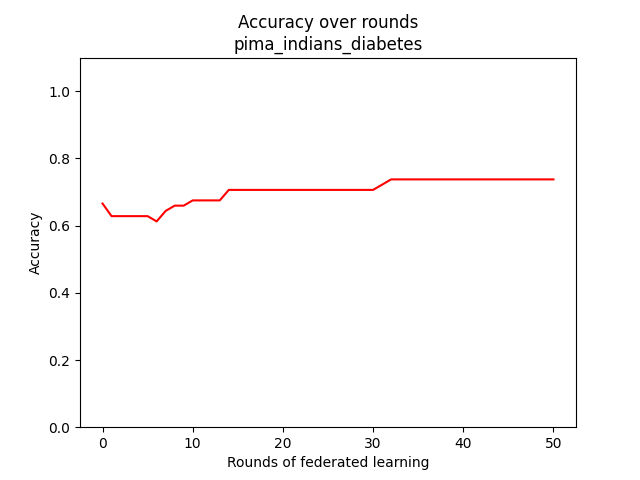 Accuracy over rounds
pima_indians_diabetes
1.0
0.8
0.6
0.4
0.2
0.0
Accuracy
0 10 20 30 40 50
Rounds of federated learning